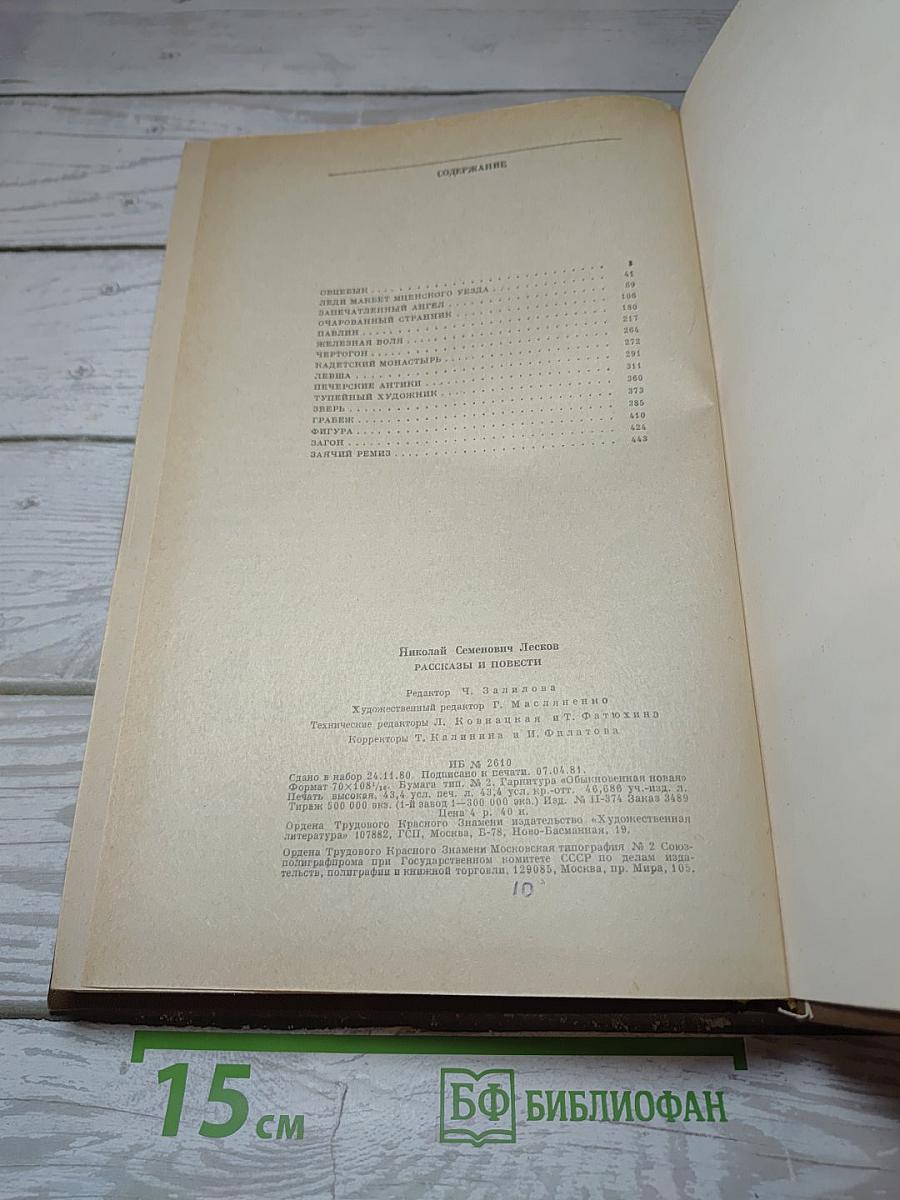 СОДЕРЖАНИЕ
ОВЦЕБЫК 3
ЛЕДИ МАКБЕТ МЦЕНСКОГО УЕЗДА 41
ЗАПЕЧАТЛЕННЫЙ АНГЕЛ 69
ОЧАРОВАННЫЙ СТРАННИК 106
ПАВЛИН 180
ЖЕЛЕЗНАЯ ВОЛЯ 217
ЧЕРТОГОН 264
КАДЕТСКИЙ МОНАСТЫРЬ 272
ЛЕВША 291
ПЕЧЕРСКИЕ АНТИКИ 311
ТУПЕЙНЫЙ ХУДОЖНИК 360
ЗВЕРЬ 373
ГРАБЕЖ 385
ФИГУРА 410
ЗАГОН 424
ЗАЯЧИЙ РЕМИЗ 443
Николай Семенович Лесков
РАССКАЗЫ И ПОВЕСТИ
Редактор Ч. Залилова
Художественный редактор Г. Масляненко
Технические редакторы Л. Ковнацкая и Т. Фатюхина
Корректоры Т. Калинина и И. Филатова
ИБ № 2610
Сдано в набор 24.11.80. Подписано к печати. 07.04.81.
Формат 70×108¹/₁₆. Бумага тип. № 2. Гарнитура «Обыкновенная новая»
Печать высокая. 43,4 усл. печ. л. 43,4 усл. кр.-отт. 46,686 уч.-изд. л.
Тираж 500 000 экз. (1-й завод 1—300 000 экз.) Изд. № II-374 Заказ 3489
Цена 4 р. 40 к.
Ордена Трудового Красного Знамени издательство «Художественная
литература» 107882, ГСП, Москва, Б-78, Ново-Басманная, 19.
Ордена Трудового Красного Знамени Московская типография № 2 Союз-
полиграфпрома при Государственном комитете СССР по делам изда-
тельств, полиграфии и книжной торговли, 129085, Москва, пр. Мира, 105.
10
15 см
БФ БИБЛИОФАН